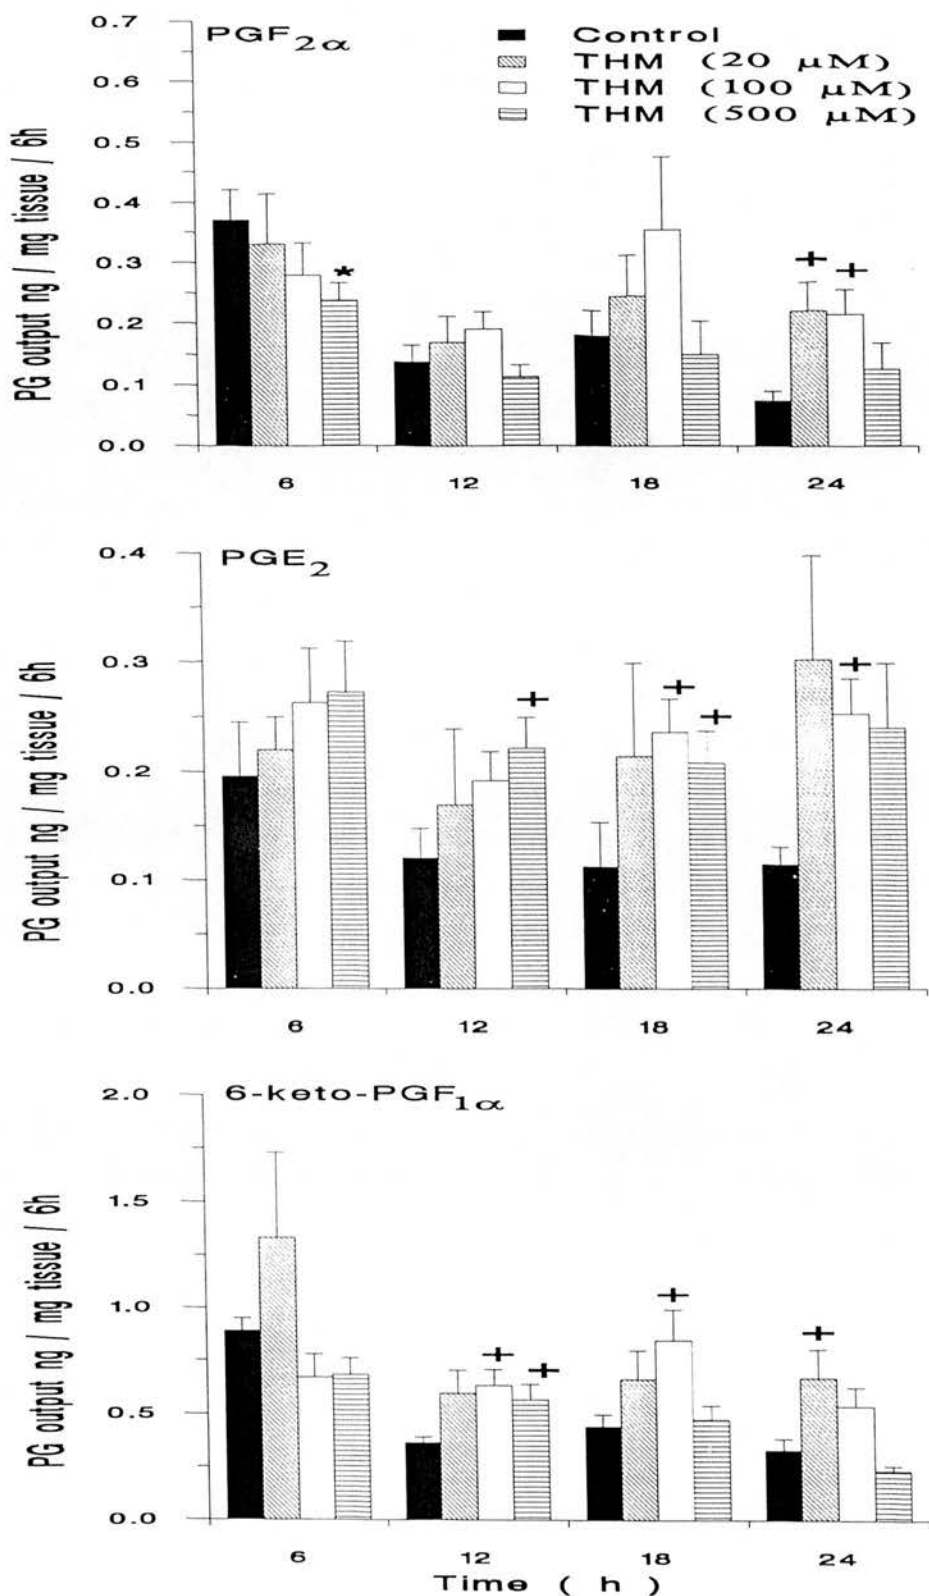 PGF2α
Control
THM (20 μM)
THM (100 μM)
THM (500 μM)
PG output ng / mg tissue / 6h
0.7
0.6
0.5
0.4
0.3
0.2
0.1
0.0
*
+ +
6 12 18 24
PGE2
PG output ng / mg tissue / 6h
0.4
0.3
0.2
0.1
0.0
+ + + +
6 12 18 24
6-keto-PGF1α
PG output ng / mg tissue / 6h
2.0
1.5
1.0
0.5
0.0
+ + + +
6 12 18 24
Time ( h )